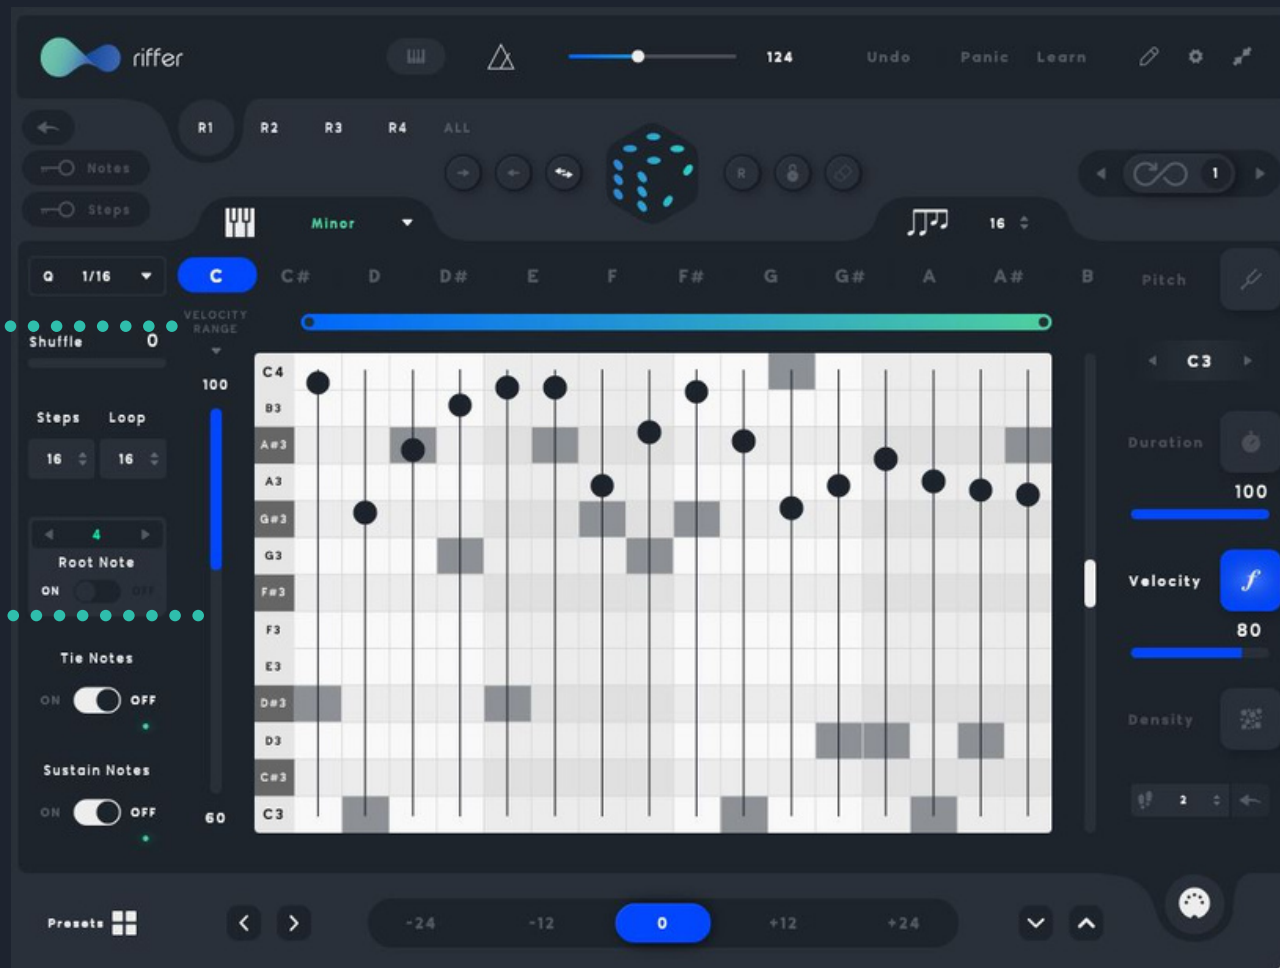 riffer
124
Undo
Panic
Learn
R1 R2 R3 R4 ALL
Notes
Steps
R
1
Minor
16
Q 1/16
C C# D D# E F F# G G# A A# B
Pitch
VELOCITY
RANGE
Shuffle 0
100
C3
Steps Loop
16 16
Duration
100
4
Root Note
ON OFF
Velocity
f
80
Tie Notes
ON OFF
Density
Sustain Notes
ON OFF
60
2
C4
B3
A#3
A3
G#3
G3
F#3
F3
E3
D#3
D3
C#3
C3
Presets
-24 -12 0 +12 +24